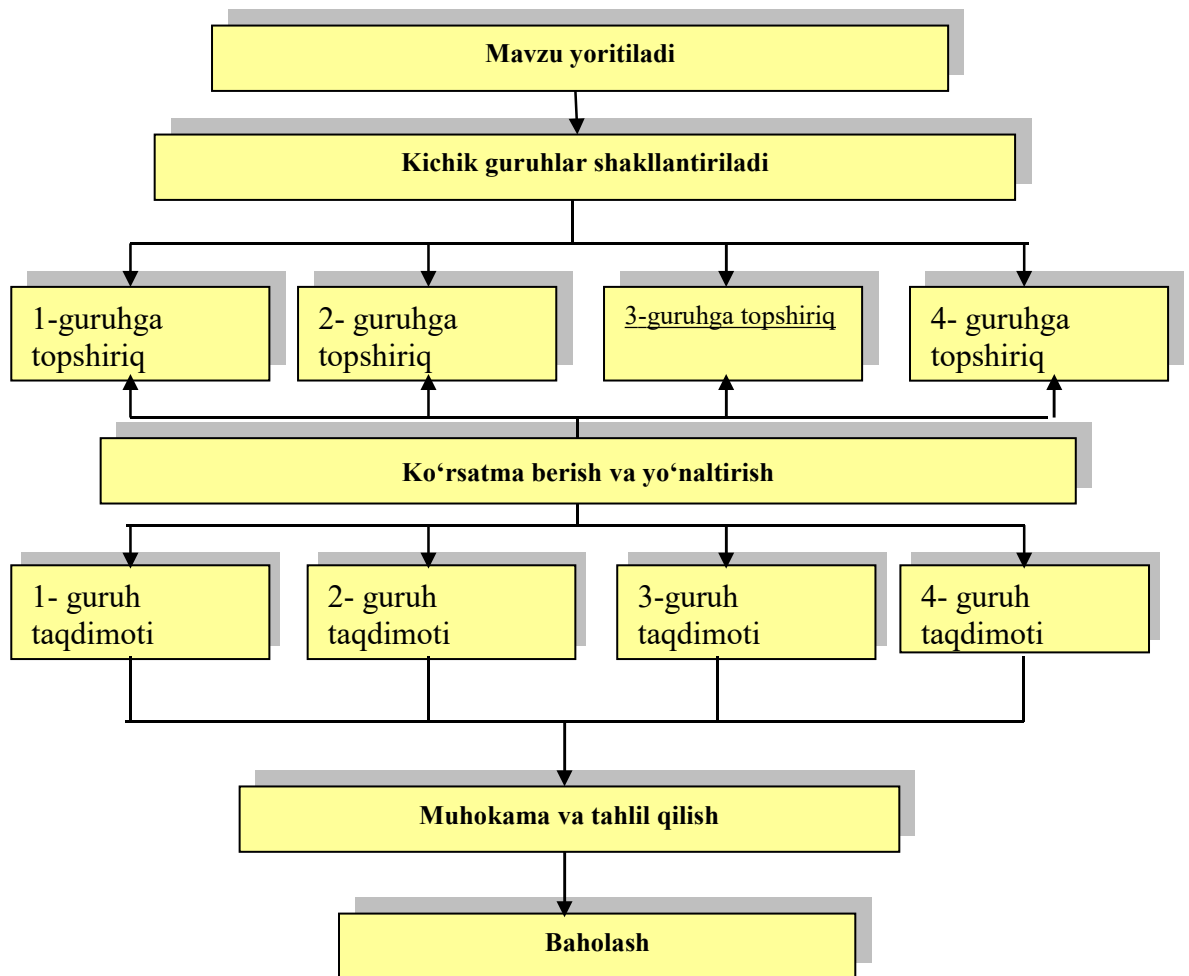 Mavzu yoritiladi
Kichik guruhlar shakllantiriladi
1-guruhga
topshiriq
2- guruhga
topshiriq
3-guruhga topshiriq
4- guruhga
topshiriq
Ko‘rsatma berish va yo‘naltirish
1- guruh
taqdimoti
2- guruh
taqdimoti
3-guruh
taqdimoti
4- guruh
taqdimoti
Muhokama va tahlil qilish
Baholash